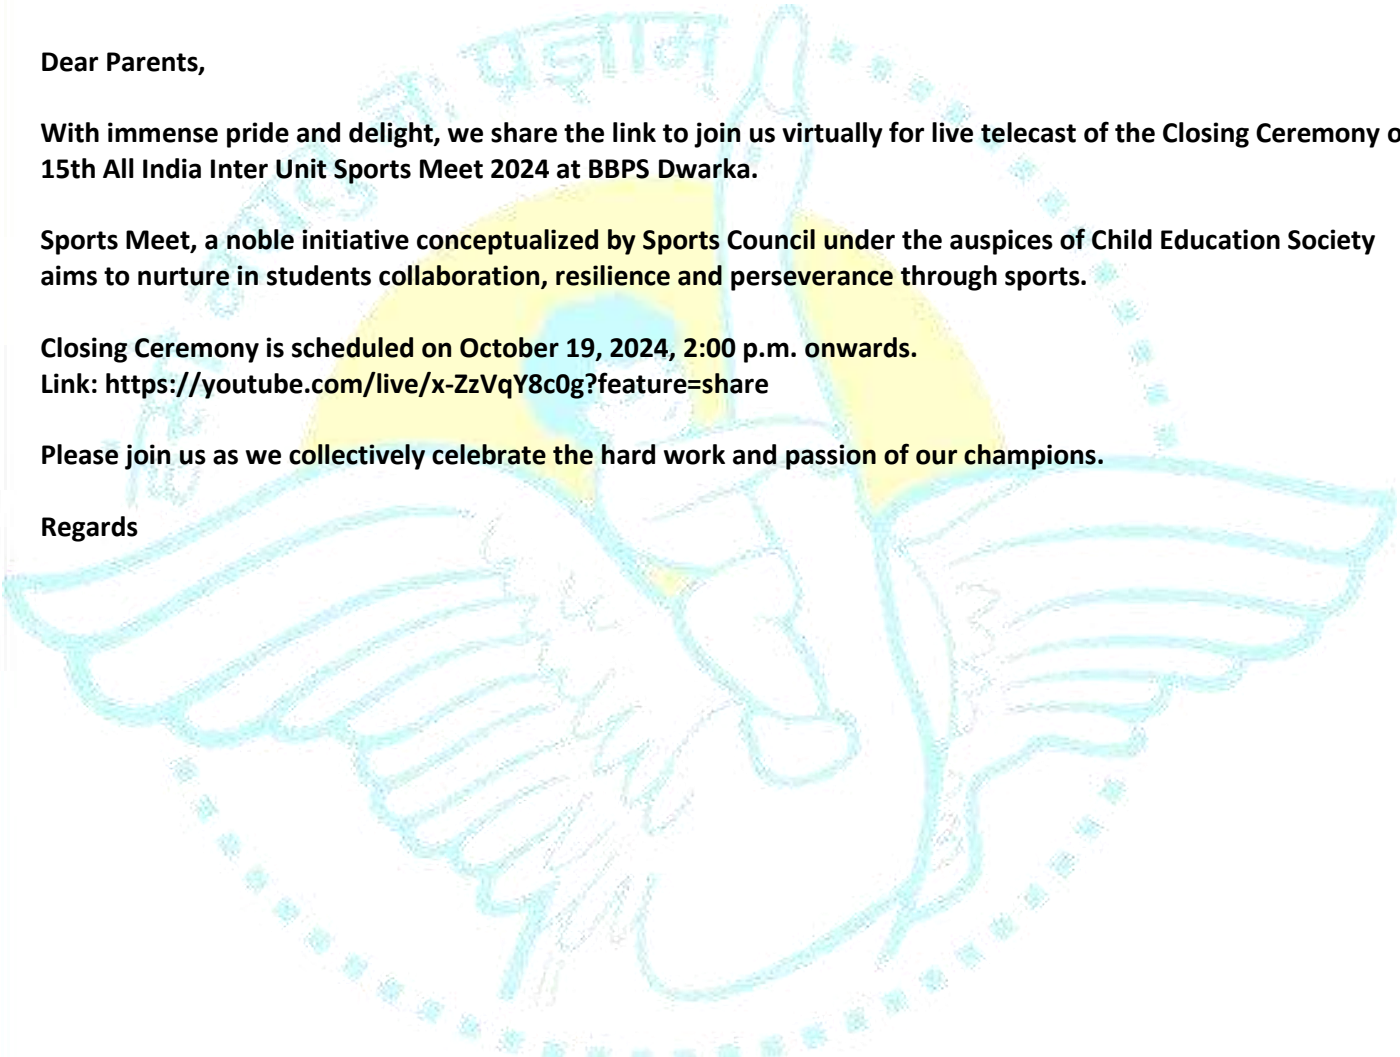 प्रज्ञानम्
Dear Parents,
With immense pride and delight, we share the link to join us virtually for live telecast of the Closing Ceremony o
15th All India Inter Unit Sports Meet 2024 at BBPS Dwarka.
Sports Meet, a noble initiative conceptualized by Sports Council under the auspices of Child Education Society
aims to nurture in students collaboration, resilience and perseverance through sports.
Closing Ceremony is scheduled on October 19, 2024, 2:00 p.m. onwards.
Link: https://youtube.com/live/x-ZzVqY8c0g?feature=share
Please join us as we collectively celebrate the hard work and passion of our champions.
Regards